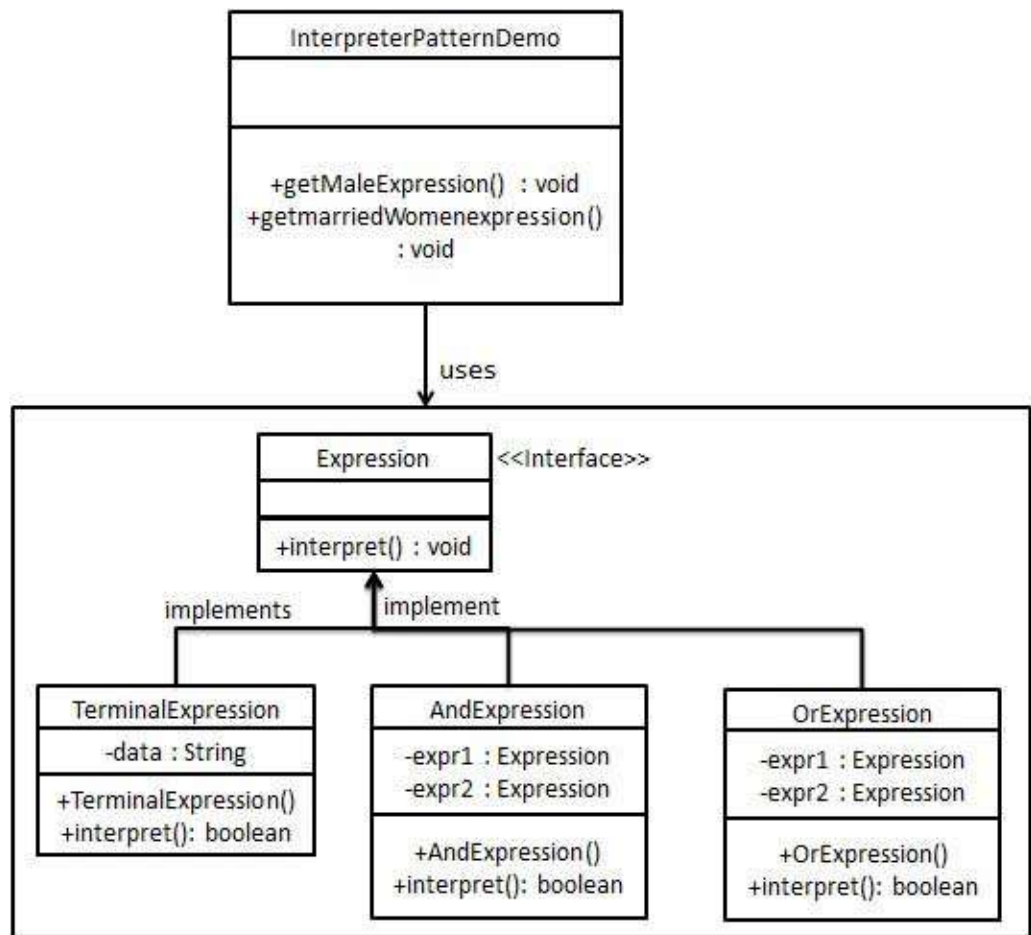 InterpreterPatternDemo
+getMaleExpression() : void
+getmarriedWomenexpression()
: void
uses
Expression
<<Interface>>
+interpret() : void
implements
implement
TerminalExpression
-data : String
+TerminalExpression()
+interpret(): boolean
AndExpression
-expr1 : Expression
-expr2 : Expression
+AndExpression()
+interpret(): boolean
OrExpression
-expr1 : Expression
-expr2 : Expression
+OrExpression()
+interpret(): boolean